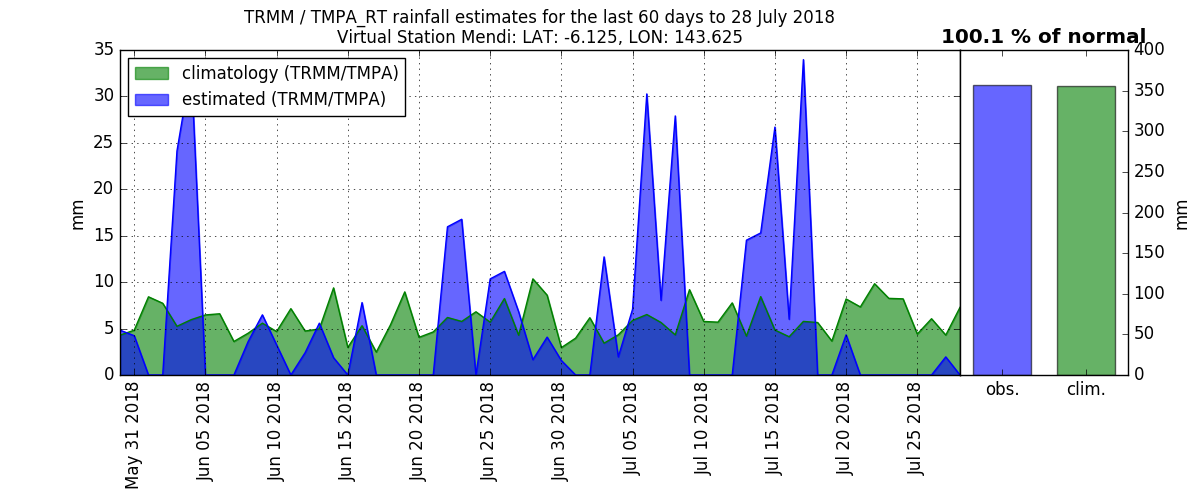 TRMM / TMPA_RT rainfall estimates for the last 60 days to 28 July 2018
Virtual Station Mendi: LAT: -6.125, LON: 143.625
100.1 % of normal
climatology (TRMM/TMPA)
estimated (TRMM/TMPA)
35
30
25
20
15
10
5
0
mm
May 31 2018
Jun 05 2018
Jun 10 2018
Jun 15 2018
Jun 20 2018
Jun 25 2018
Jun 30 2018
Jul 05 2018
Jul 10 2018
Jul 15 2018
Jul 20 2018
Jul 25 2018
400
350
300
250
200
150
100
50
0
mm
obs.
clim.